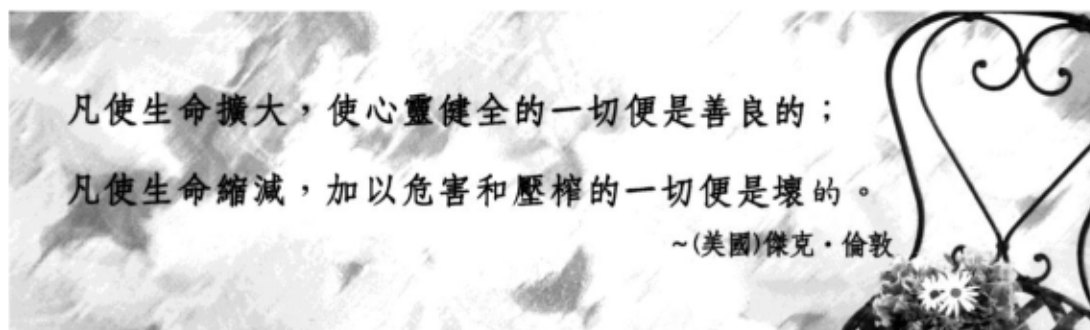 凡使生命擴大，使心靈健全的一切便是善良的；
凡使生命縮減，加以危害和壓榨的一切便是壞的。
~(美國)傑克・倫敦